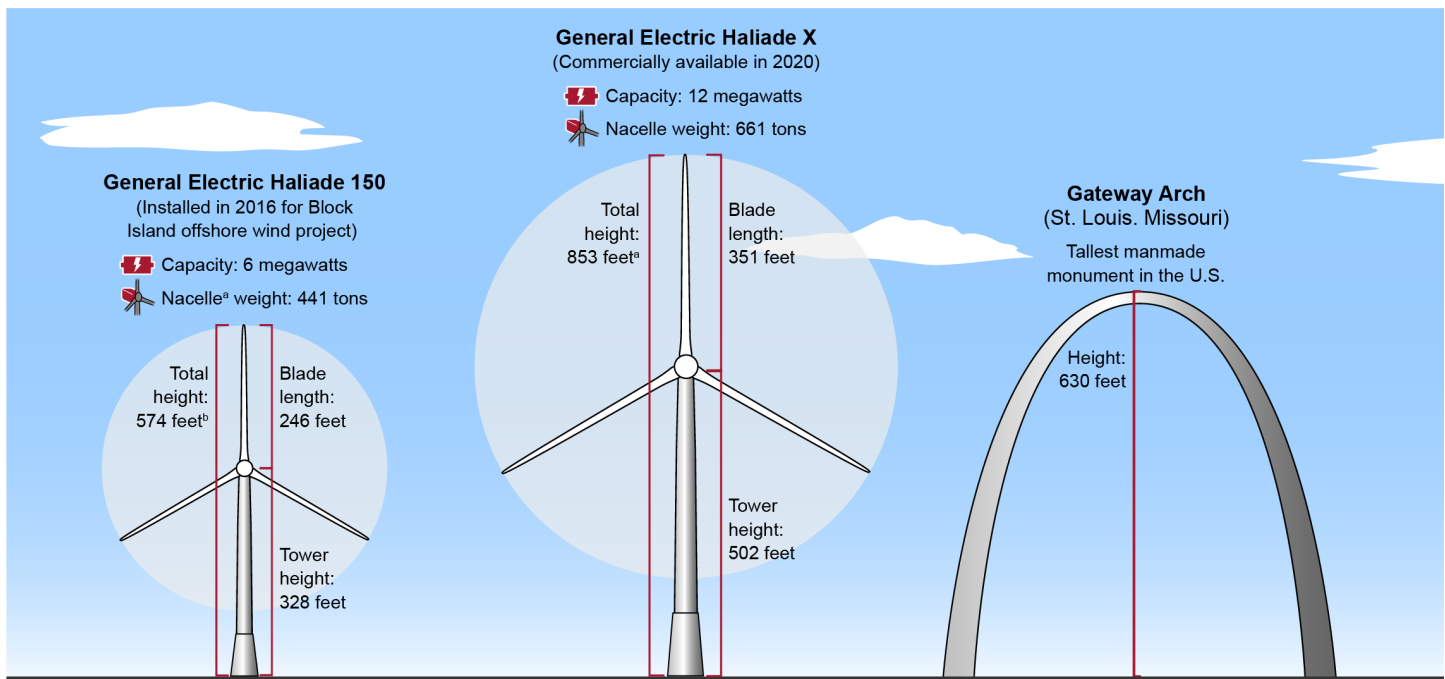 General Electric Haliade 150
(Installed in 2016 for Block
Island offshore wind project)
Capacity: 6 megawatts
Nacelleᵃ weight: 441 tons
Total
height:
574 feetᵇ
Blade
length:
246 feet
Tower
height:
328 feet
General Electric Haliade X
(Commercially available in 2020)
Capacity: 12 megawatts
Nacelle weight: 661 tons
Total
height:
853 feetᵃ
Blade
length:
351 feet
Tower
height:
502 feet
Gateway Arch
(St. Louis. Missouri)
Tallest manmade
monument in the U.S.
Height:
630 feet